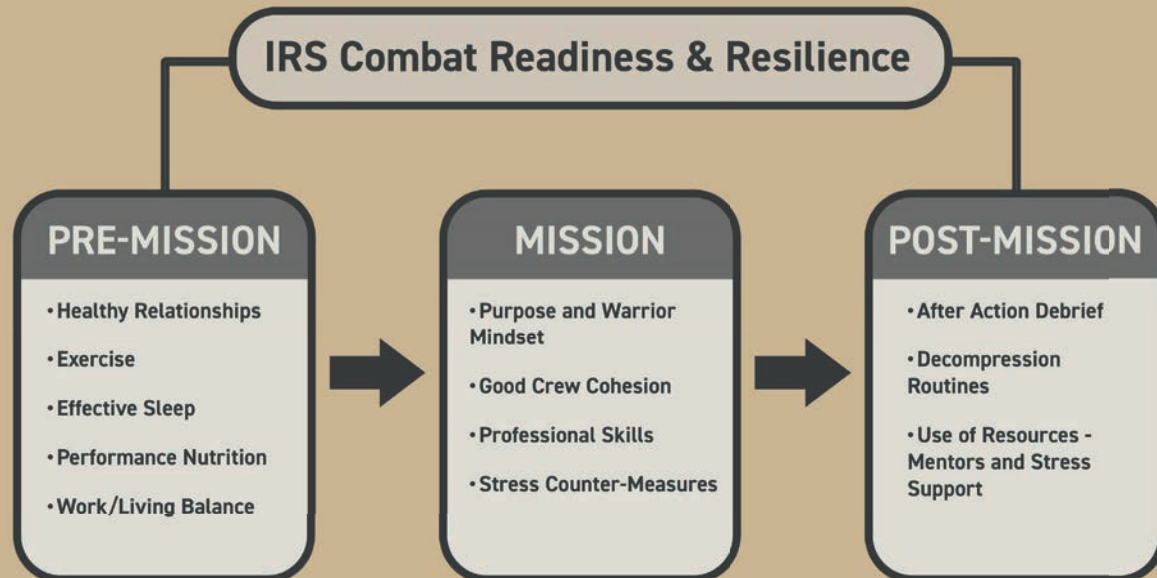 IRS Combat Readiness & Resilience
PRE-MISSION
•Healthy Relationships
•Exercise
•Effective Sleep
•Performance Nutrition
•Work/Living Balance
MISSION
•Purpose and Warrior
Mindset
•Good Crew Cohesion
•Professional Skills
•Stress Counter-Measures
POST-MISSION
•After Action Debrief
•Decompression
Routines
•Use of Resources -
Mentors and Stress
Support